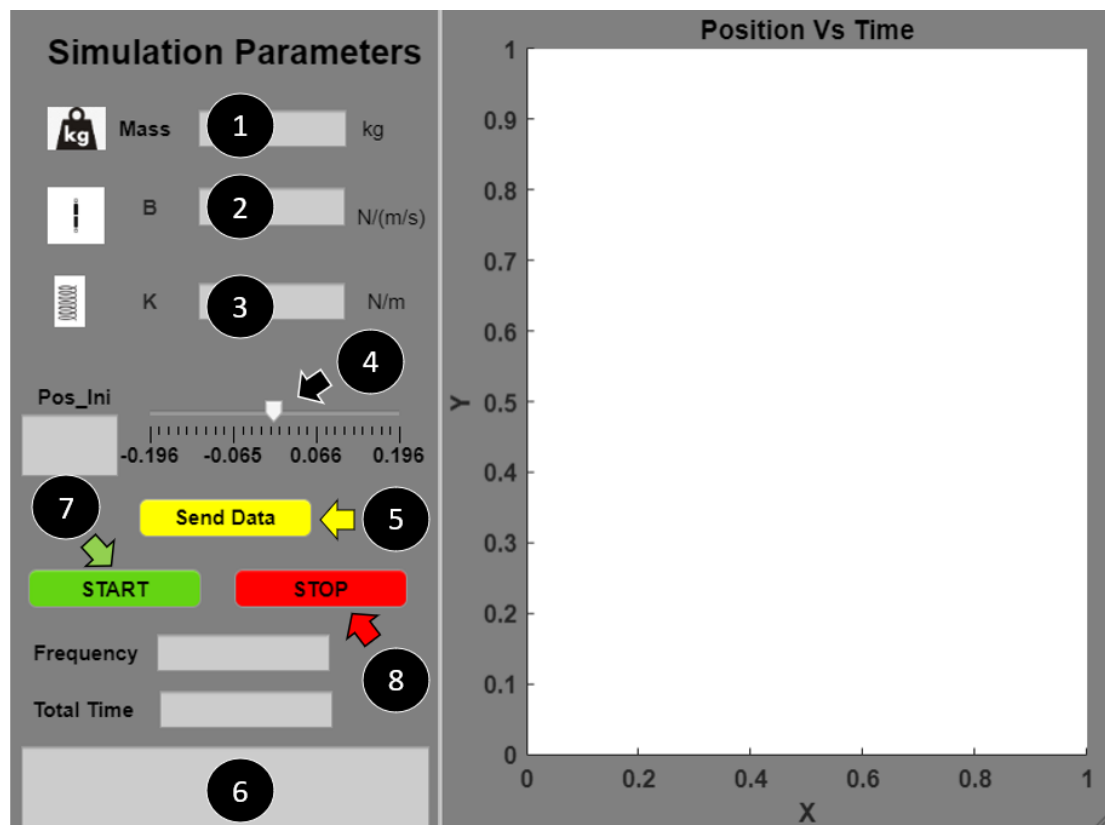 Simulation Parameters
kg
Mass
1
kg
B
2
N/(m/s)
K
3
N/m
4
Pos_Ini
-0.196 -0.065 0.066 0.196
7
Send Data
5
START
STOP
Frequency
8
Total Time
6
Position Vs Time
1
0.9
0.8
0.7
0.6
0.5
0.4
0.3
0.2
0.1
0
Y
0 0.2 0.4 0.6 0.8 1
X